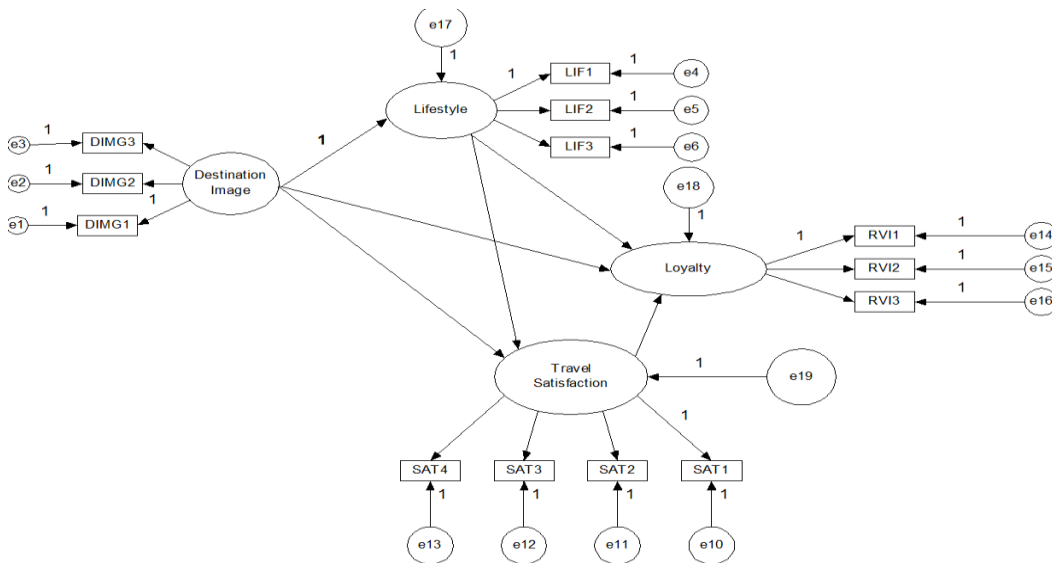 e17
1
1
LIF1
1
e4
Lifestyle
LIF2
1
e5
1
LIF3
1
e6
e3
1
DIMG3
Destination
Image
e2
1
DIMG2
1
e1
1
DIMG1
e18
1
1
RVI1
1
e14
Loyalty
RVI2
1
e15
RVI3
1
e16
Travel
Satisfaction
1
e19
1
SAT4
SAT3
SAT2
SAT1
1
1
1
1
e13
e12
e11
e10